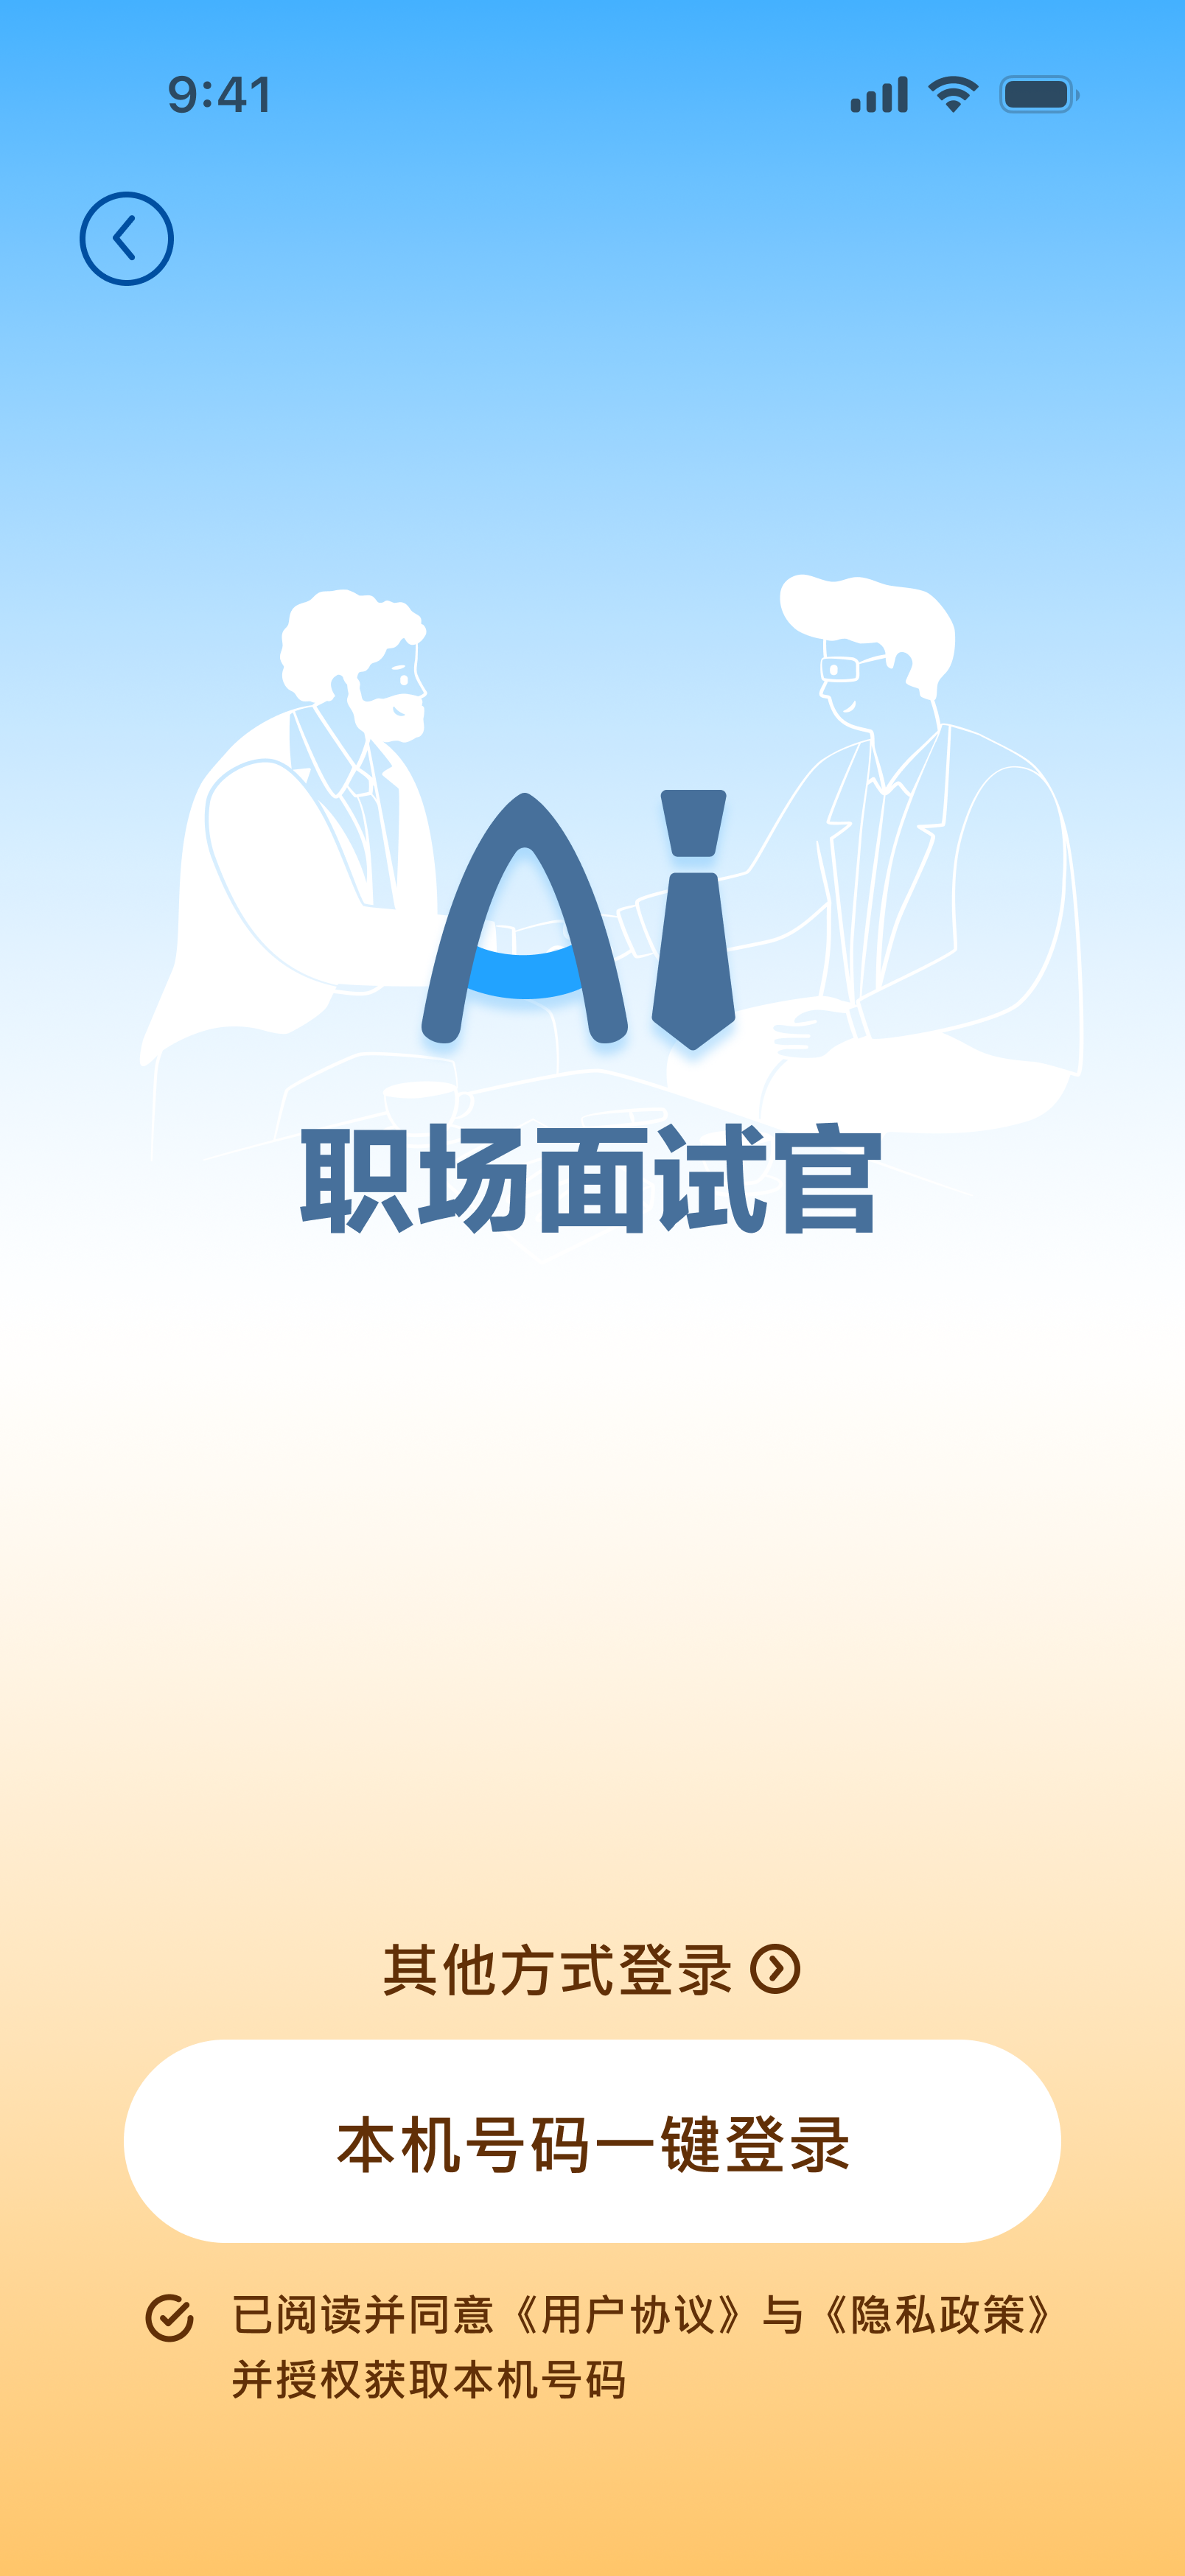 9:41
Ai
职场面试官
其他方式登录
本机号码一键登录
已阅读并同意《用户协议》与《隐私政策》
并授权获取本机号码